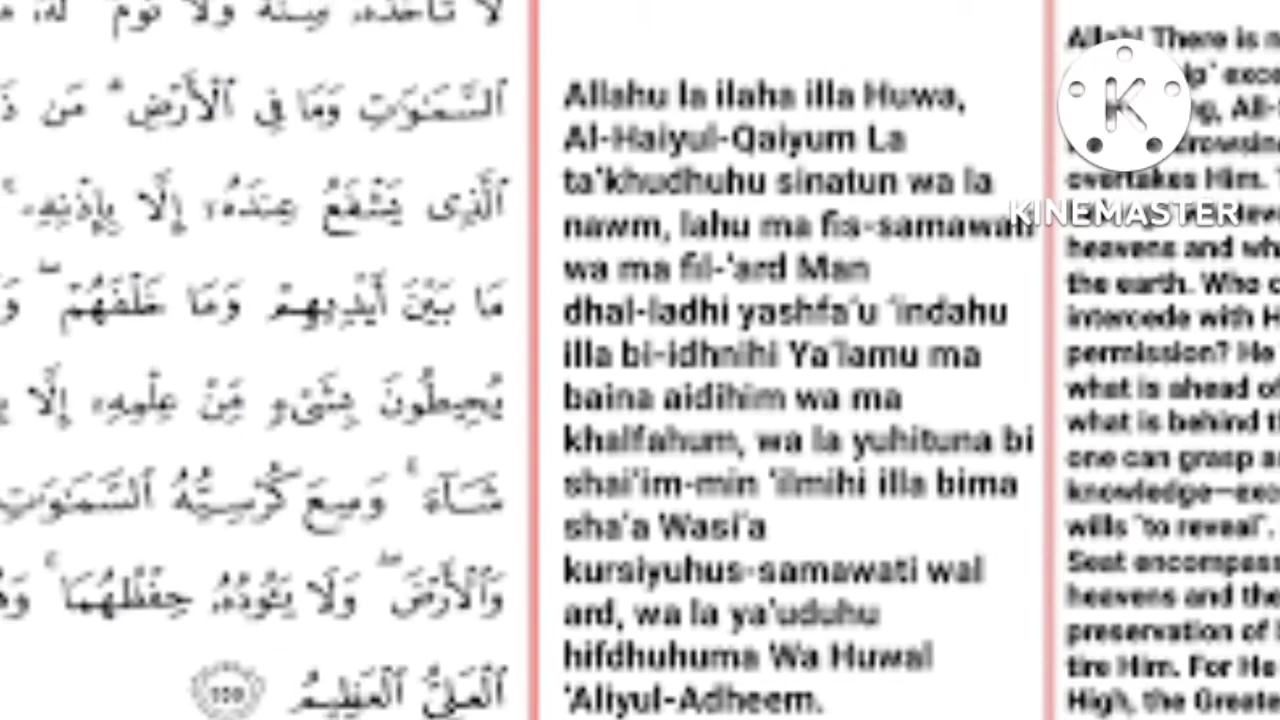 لَا تَأْخُذُهُۥ سِنَةٌ وَلَا نَوْمٌ لَّهُۥ
ٱلسَّمَـٰوَٰتِ وَمَا فِى ٱلْأَرْضِ ۗ مَن
ٱلَّذِى يَشْفَعُ عِندَهُۥٓ إِلَّا بِإِذْنِهِۦ ۚ
مَا بَيْنَ أَيْدِيهِمْ وَمَا خَلْفَهُمْ ۖ
يُحِيطُونَ بِشَىْءٍ مِّنْ عِلْمِهِۦٓ إِلَّا
شَآءَ ۚ وَسِعَ كُرْسِيُّهُ ٱلسَّمَـٰوَٰتِ
وَٱلْأَرْضَ ۖ وَلَا يَـُٔودُهُۥ حِفْظُهُمَا ۚ
ٱلْعَلِىُّ ٱلْعَظِيمُ
Allahu la ilaha illa Huwa,
Al-Haiyul-Qaiyum La
ta'khudhuhu sinatun wa la
nawm, lahu ma fis-samawati
wa ma fil-'ard Man
dhal-ladhi yashfa'u 'indahu
illa bi-idhnihi Ya'lamu ma
baina aidihim wa ma
khalfahum, wa la yuhituna bi
shai'im-min 'ilmihi illa bima
sha'a Wasi'a
kursiyuhus-samawati wal
ard, wa la ya'uduhu
hifdhuhuma Wa Huwal
'Aliyul-Adheem.
Allah! There is
overtakes Him.
heavens and
the earth. Who
intercede with
permission? He
what is ahead
what is behind
one can grasp
knowledge—
wills "to reveal".
Seat
heavens and
preservation of
tire Him. For He
High, the
K
KINEMASTER